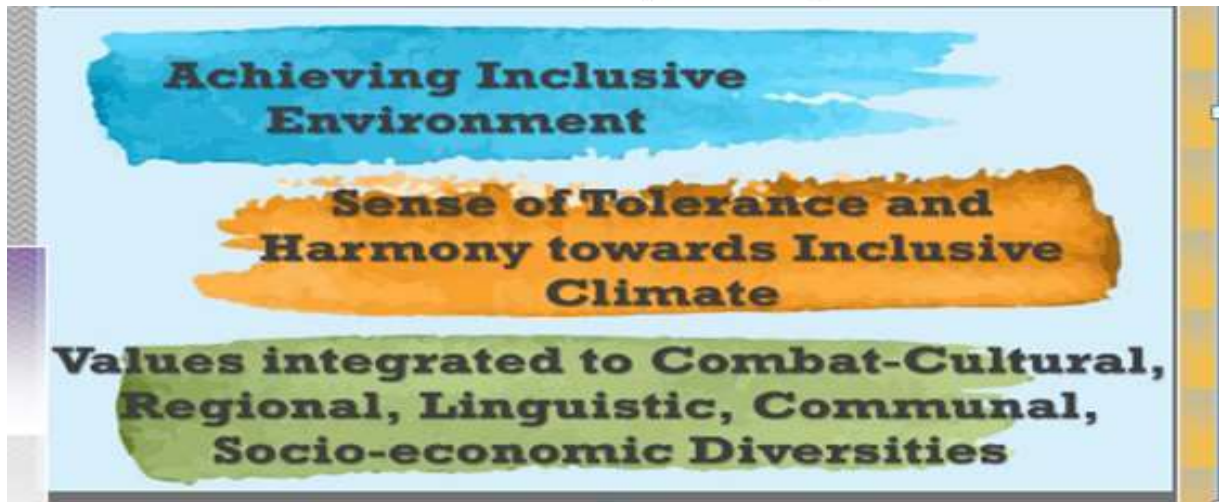 Achieving Inclusive
Environment
Sense of Tolerance and
Harmony towards Inclusive
Climate
Values integrated to Combat-Cultural,
Regional, Linguistic, Communal,
Socio-economic Diversities